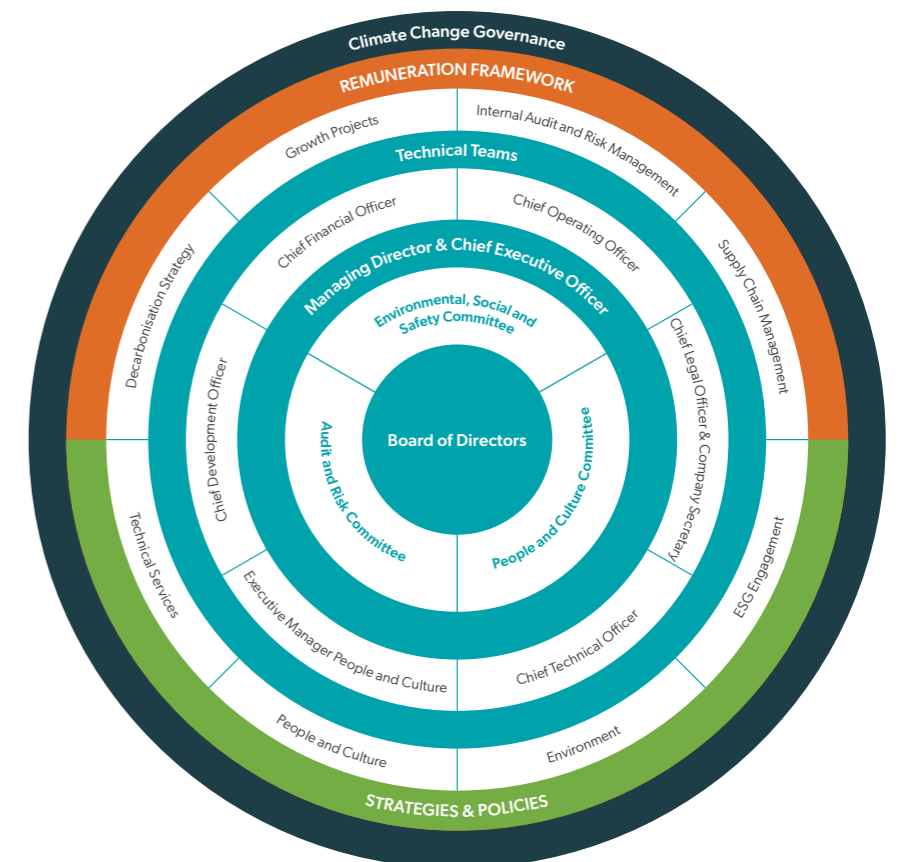 Climate Change Governance
REMUNERATION FRAMEWORK
Growth Projects
Internal Audit and Risk Management
Technical Teams
Chief Financial Officer
Chief Operating Officer
Managing Director & Chief Executive Officer
Decarbonisation Strategy
Supply Chain Management
Environmental, Social and
Safety Committee
Chief Development Officer
Chief Legal Officer & Company Secretary
Board of Directors
Audit and Risk Committee
People and Culture Committee
Technical Services
ESG Engagement
Executive Manager People and Culture
Chief Technical Officer
People and Culture
Environment
STRATEGIES & POLICIES